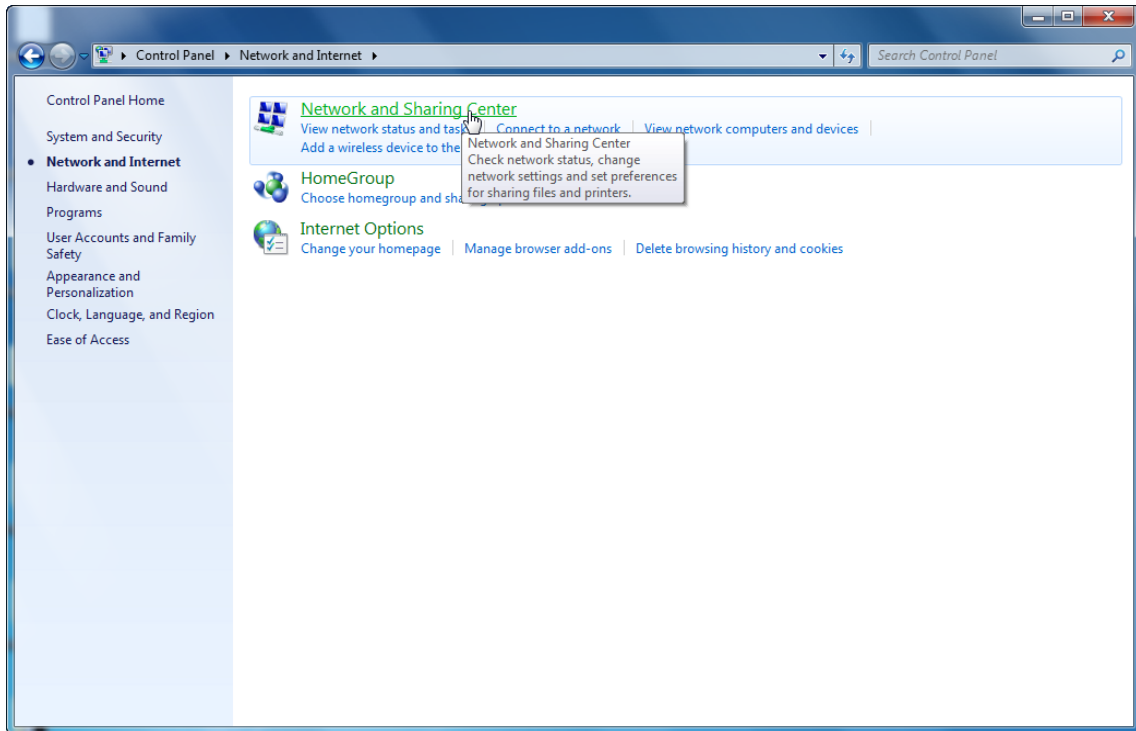 Control Panel Network and Internet
Search Control Panel
Control Panel Home
System and Security
Network and Internet
Hardware and Sound
Programs
User Accounts and Family
Safety
Appearance and
Personalization
Clock, Language, and Region
Ease of Access
Network and Sharing Center
View network status and task Connect to a network View network computers and devices
Add a wireless device to the
Network and Sharing Center
Check network status, change
network settings and set preferences
for sharing files and printers.
HomeGroup
Choose homegroup and
Internet Options
Change your homepage Manage browser add-ons Delete browsing history and cookies